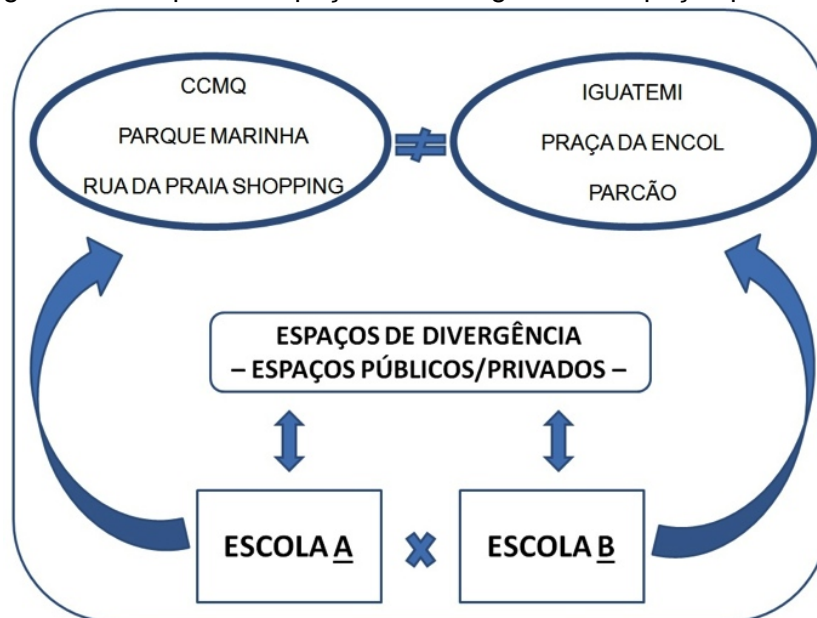 CCMQ
PARQUE MARINHA
RUA DA PRAIA SHOPPING
≠
IGUATEMI
PRAÇA DA ENCOL
PARCÃO
ESPAÇOS DE DIVERGÊNCIA
– ESPAÇOS PÚBLICOS/PRIVADOS –
ESCOLA A
×
ESCOLA B